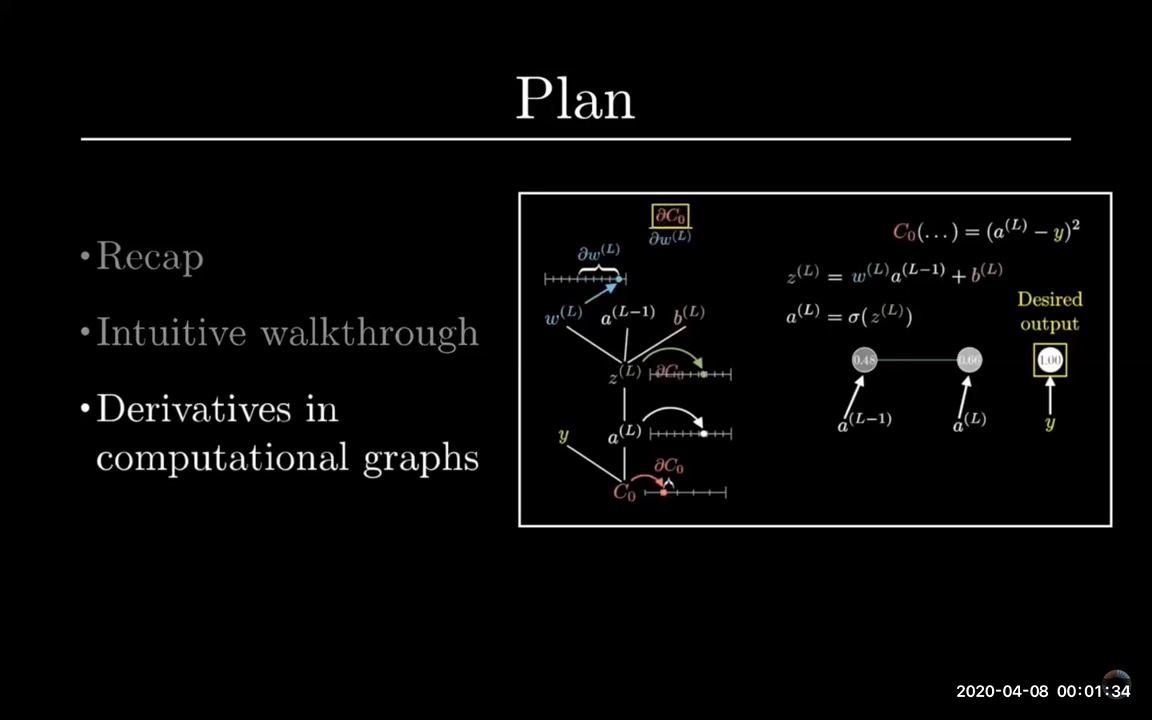 Plan
•Recap
•Intuitive walkthrough
•Derivatives in
computational graphs
∂C₀
∂w⁽ᴸ⁾
∂w⁽ᴸ⁾
w⁽ᴸ⁾ a⁽ᴸ⁻¹⁾ b⁽ᴸ⁾
z⁽ᴸ⁾ ∂C₀
y a⁽ᴸ⁾
∂C₀
C₀
C₀(...) = (a⁽ᴸ⁾ − y)²
z⁽ᴸ⁾ = w⁽ᴸ⁾a⁽ᴸ⁻¹⁾ + b⁽ᴸ⁾
a⁽ᴸ⁾ = σ(z⁽ᴸ⁾)
Desired
output
0.48 0.66 1.00
a⁽ᴸ⁻¹⁾ a⁽ᴸ⁾ y
2020-04-08 00:01:34